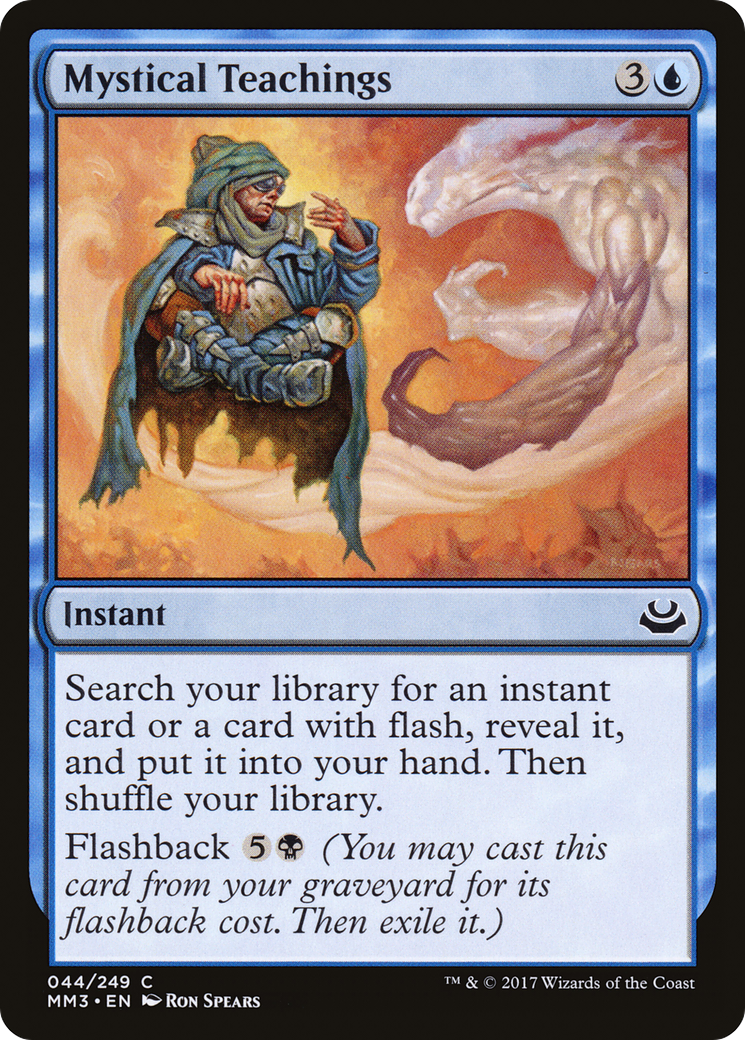 Mystical Teachings 3
Instant
Search your library for an instant
card or a card with flash, reveal it,
and put it into your hand. Then
shuffle your library.
Flashback 5 (You may cast this
card from your graveyard for its
flashback cost. Then exile it.)
044/249 C
MM3 • EN Ron Spears
™ & © 2017 Wizards of the Coast